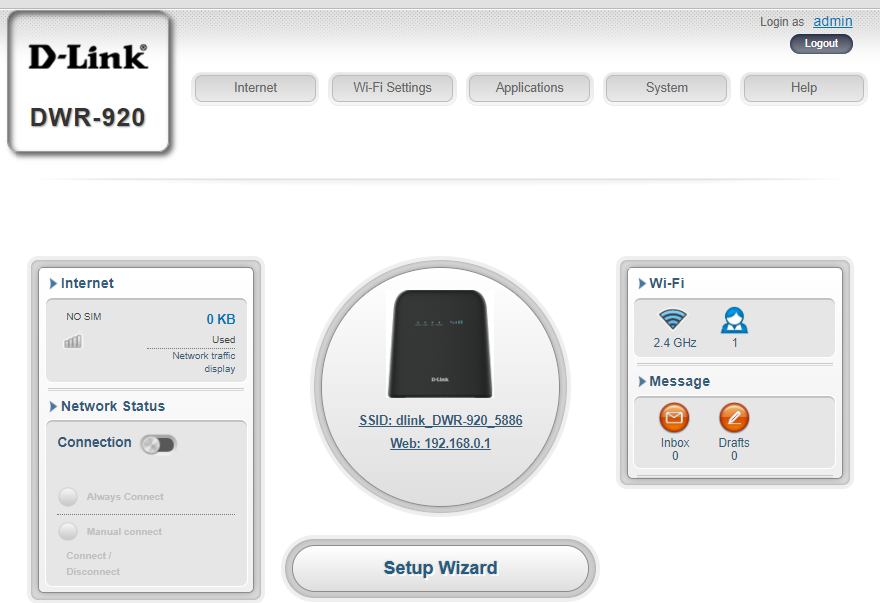 Login as admin
D-Link
Logout
DWR-920
Internet
Wi-Fi Settings
Applications
System
Help
Internet
NO SIM
0 KB
Used
Network traffic
display
Network Status
Connection
Always Connect
Manual connect
Connect /
Disconnect
D-Link
SSID: dlink_DWR-920_5886
Web: 192.168.0.1
Setup Wizard
Wi-Fi
2.4 GHz
1
Message
Inbox
0
Drafts
0